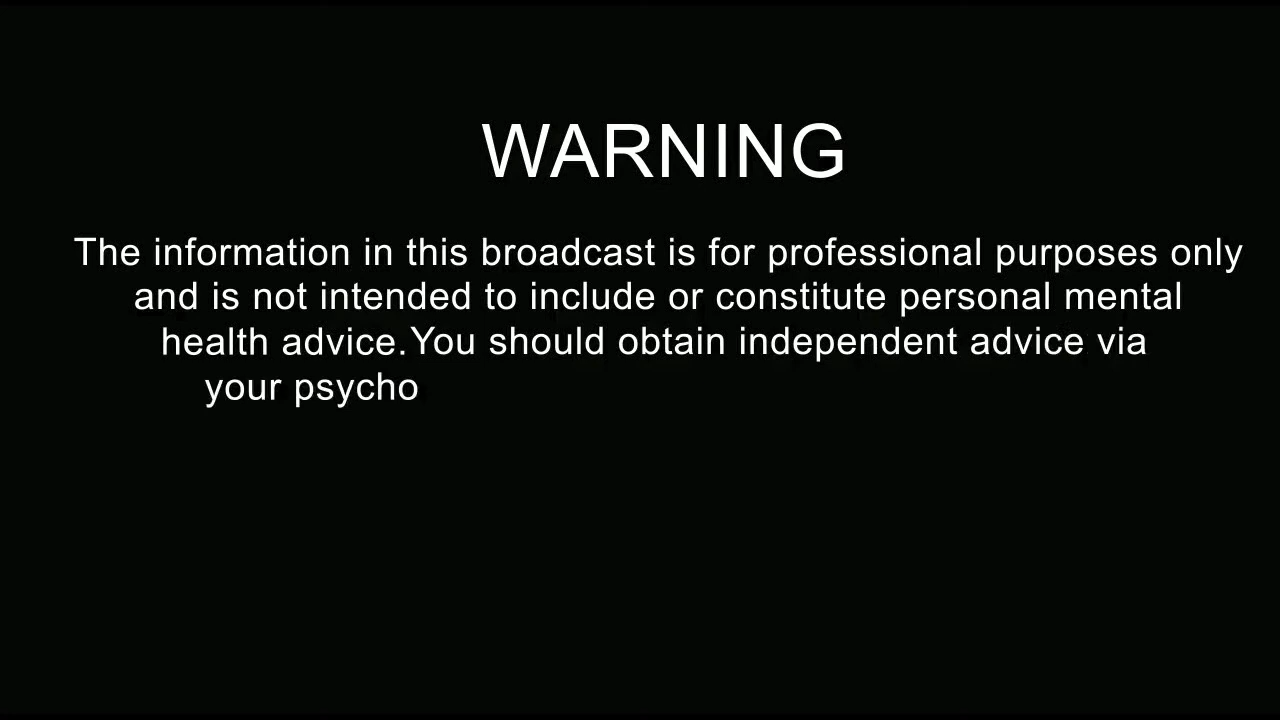 WARNING
The information in this broadcast is for professional purposes only
and is not intended to include or constitute personal mental
health advice.You should obtain independent advice via
your psycho